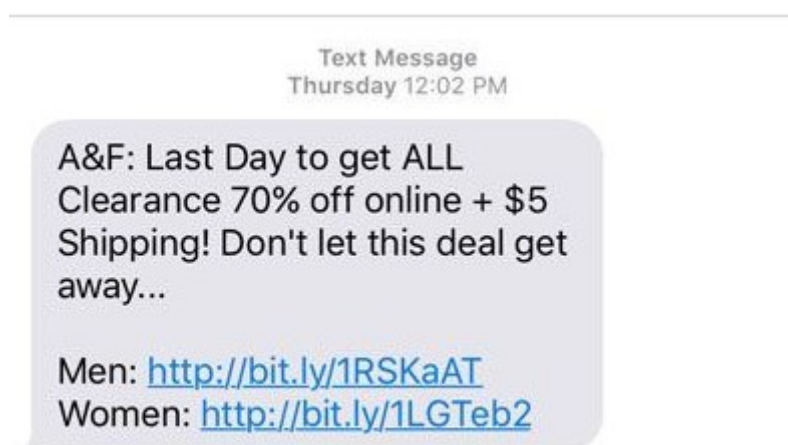 Text Message
Thursday 12:02 PM
A&F: Last Day to get ALL
Clearance 70% off online + $5
Shipping! Don't let this deal get
away...
Men: http://bit.ly/1RSKaAT
Women: http://bit.ly/1LGTeb2